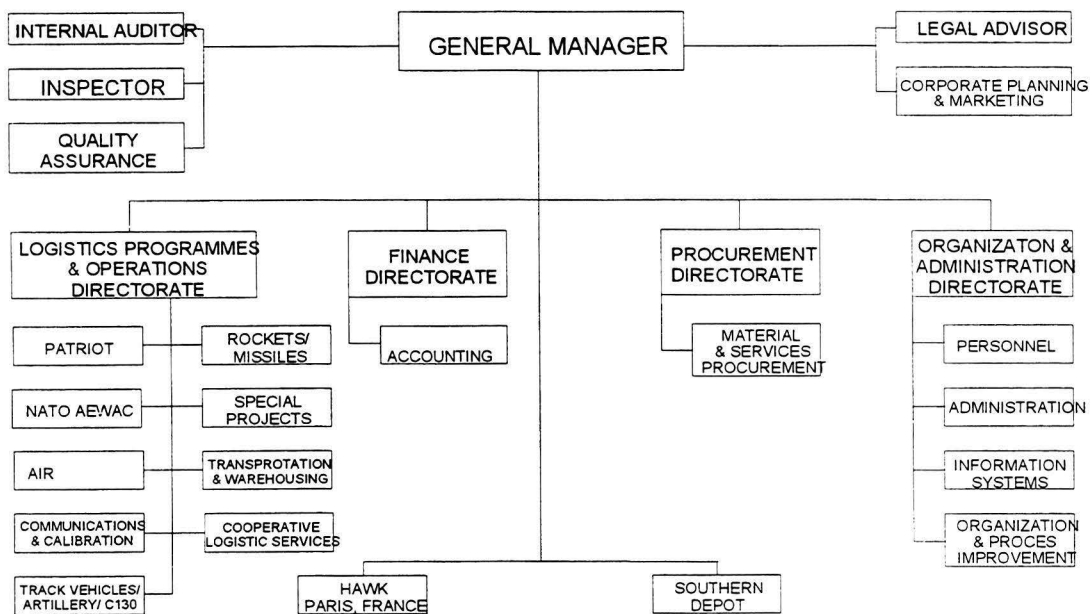 INTERNAL AUDITOR
INSPECTOR
QUALITY
ASSURANCE
GENERAL MANAGER
LEGAL ADVISOR
CORPORATE PLANNING
& MARKETING
LOGISTICS PROGRAMMES
& OPERATIONS
DIRECTORATE
PATRIOT
ROCKETS/
MISSILES
NATO AEWAC
SPECIAL
PROJECTS
AIR
TRANSPROTATION
& WAREHOUSING
COMMUNICATIONS
& CALIBRATION
COOPERATIVE
LOGISTIC SERVICES
TRACK VEHICLES/
ARTILLERY/ C130
FINANCE
DIRECTORATE
ACCOUNTING
PROCUREMENT
DIRECTORATE
MATERIAL
& SERVICES
PROCUREMENT
ORGANIZATON &
ADMINISTRATION
DIRECTORATE
PERSONNEL
ADMINISTRATION
INFORMATION
SYSTEMS
ORGANIZATION
& PROCES
IMPROVEMENT
HAWK
PARIS, FRANCE
SOUTHERN
DEPOT